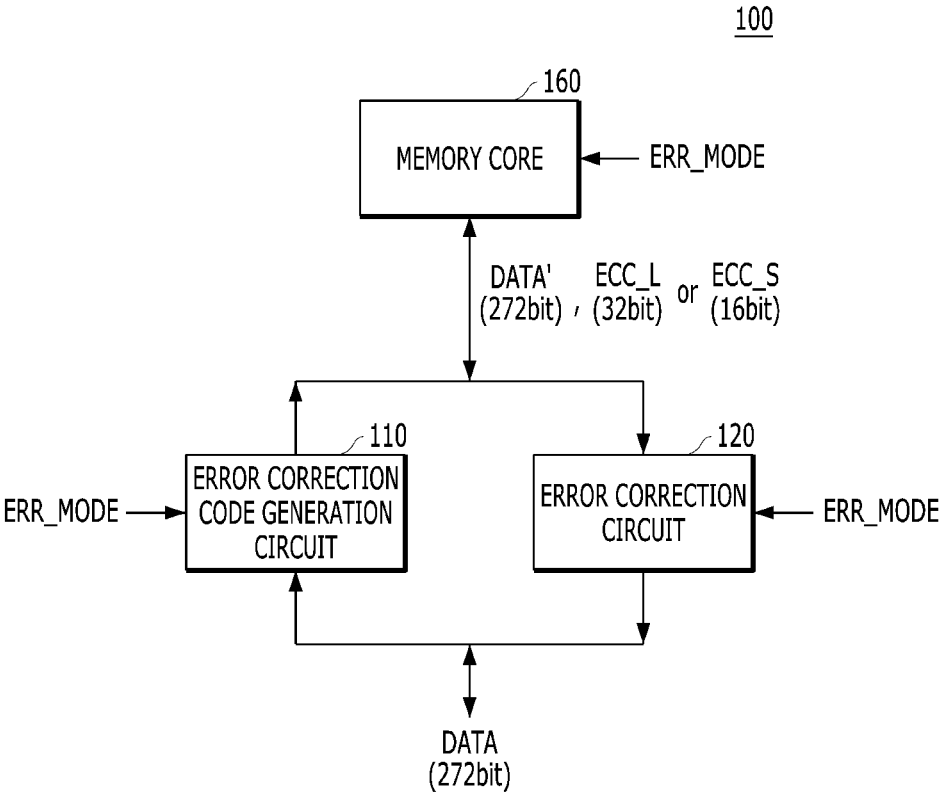 100
160
MEMORY CORE
ERR_MODE
DATA' ECC_L or ECC_S
(272bit) , (32bit) (16bit)
110
120
ERROR CORRECTION
CODE GENERATION
CIRCUIT
ERR_MODE
ERROR CORRECTION
CIRCUIT
ERR_MODE
DATA
(272bit)